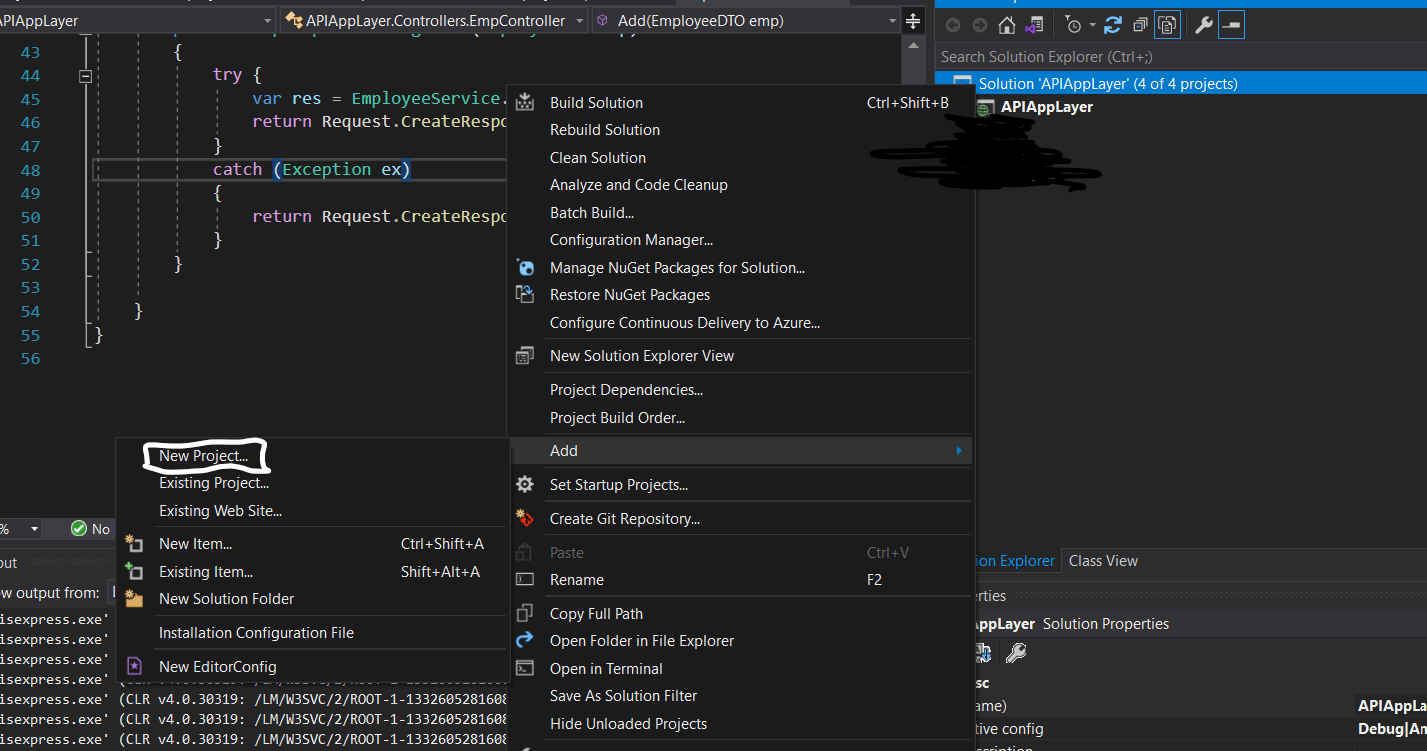 APIAppLayer
APIAppLayer.Controllers.EmpController
Add(EmployeeDTO emp)
Search Solution Explorer (Ctrl+;)
Solution 'APIAppLayer' (4 of 4 projects)
APIAppLayer
43 {
44 try {
45 var res = EmployeeService.
46 return Request.CreateRespo
47 }
48 catch (Exception ex)
49 {
50 return Request.CreateRespo
51 }
52 }
53
54 }
55 }
56
Build Solution Ctrl+Shift+B
Rebuild Solution
Clean Solution
Analyze and Code Cleanup
Batch Build...
Configuration Manager...
Manage NuGet Packages for Solution...
Restore NuGet Packages
Configure Continuous Delivery to Azure...
New Solution Explorer View
Project Dependencies...
Project Build Order...
Add
Set Startup Projects...
Create Git Repository...
Paste Ctrl+V
Rename F2
Copy Full Path
Open Folder in File Explorer
Open in Terminal
Save As Solution Filter
Hide Unloaded Projects
New Project...
Existing Project...
Existing Web Site...
New Item... Ctrl+Shift+A
Existing Item... Shift+Alt+A
New Solution Folder
Installation Configuration File
New EditorConfig
% No
put
ow output from:
isexpress.exe'
isexpress.exe'
isexpress.exe'
isexpress.exe'
isexpress.exe' (CLR v4.0.30319: /LM/W3SVC/2/ROOT-1-1332605281608
isexpress.exe' (CLR v4.0.30319: /LM/W3SVC/2/ROOT-1-1332605281608
isexpress.exe' (CLR v4.0.30319: /LM/W3SVC/2/ROOT-1-1332605281608
ion Explorer Class View
erties
AppLayer Solution Properties
sc
ame) APIAppLa
tive config Debug|An